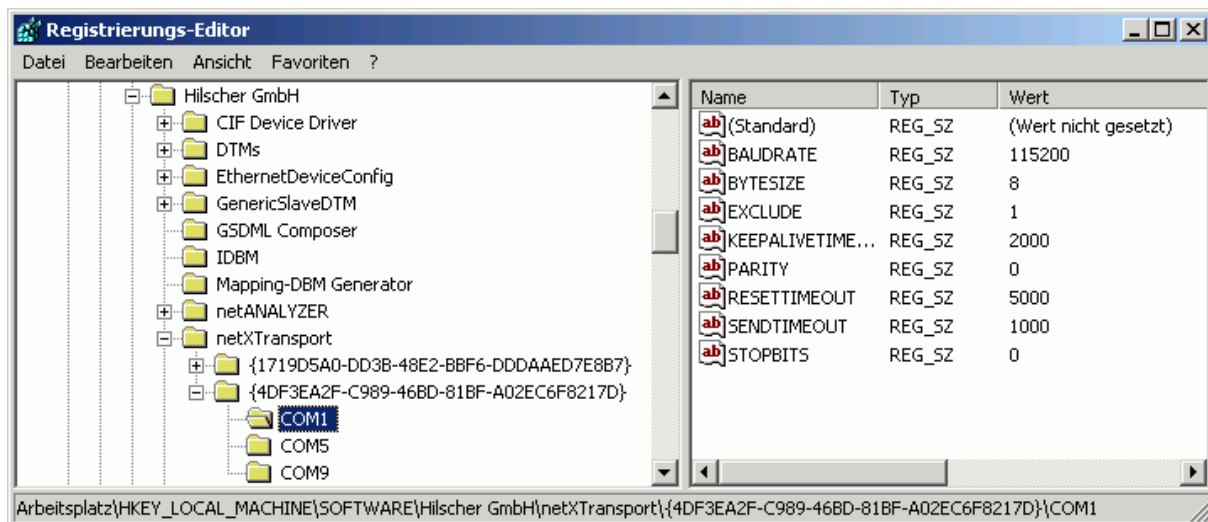 Registrierungs-Editor
Datei Bearbeiten Ansicht Favoriten ?
Hilscher GmbH
CIF Device Driver
DTMs
EthernetDeviceConfig
GenericSlaveDTM
GSDML Composer
IDBM
Mapping-DBM Generator
netANALYZER
netXTransport
{1719D5A0-DD3B-48E2-BBF6-DDDAAED7E8B7}
{4DF3EA2F-C989-46BD-81BF-A02EC6F8217D}
COM1
COM5
COM9
Name Typ Wert
(Standard) REG_SZ (Wert nicht gesetzt)
BAUDRATE REG_SZ 115200
BYTESIZE REG_SZ 8
EXCLUDE REG_SZ 1
KEEPALIVETIME... REG_SZ 2000
PARITY REG_SZ 0
RESETTIMEOUT REG_SZ 5000
SENDTIMEOUT REG_SZ 1000
STOPBITS REG_SZ 0
Arbeitsplatz\HKEY_LOCAL_MACHINE\SOFTWARE\Hilscher GmbH\netXTransport\{4DF3EA2F-C989-46BD-81BF-A02EC6F8217D}\COM1